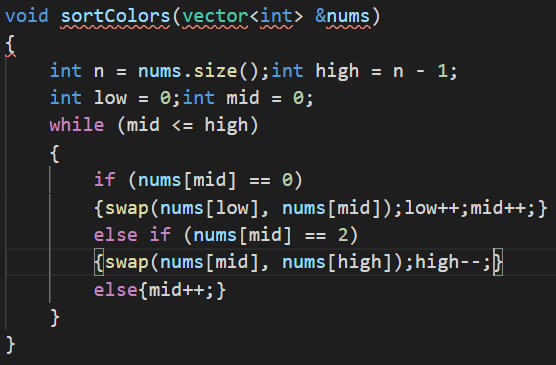 void sortColors(vector<int> &nums)
{
int n = nums.size();int high = n - 1;
int low = 0;int mid = 0;
while (mid <= high)
{
if (nums[mid] == 0)
{swap(nums[low], nums[mid]);low++;mid++;}
else if (nums[mid] == 2)
{swap(nums[mid], nums[high]);high--;}
else{mid++;}
}
}